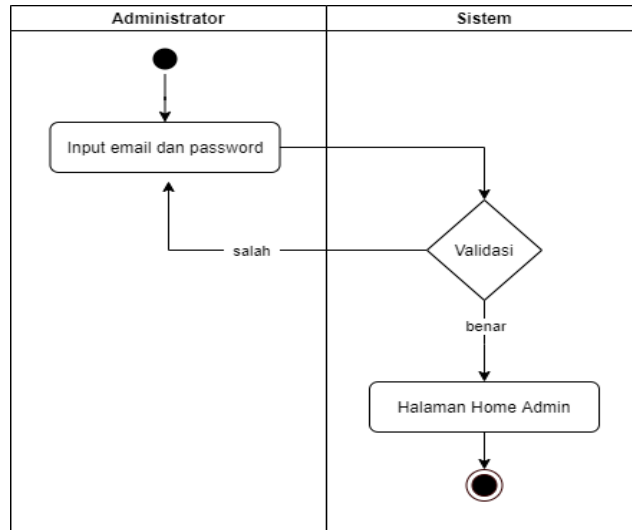 Administrator
Sistem
Input email dan password
salah
Validasi
benar
Halaman Home Admin